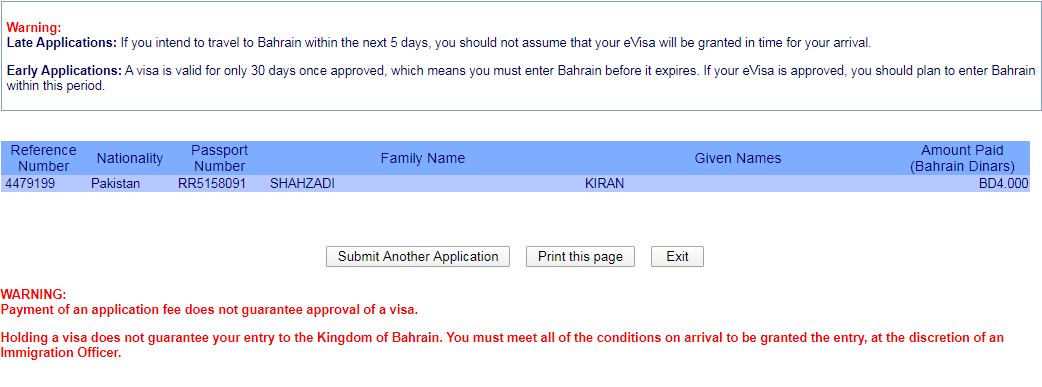 Warning:
Late Applications: If you intend to travel to Bahrain within the next 5 days, you should not assume that your eVisa will be granted in time for your arrival.
Early Applications: A visa is valid for only 30 days once approved, which means you must enter Bahrain before it expires. If your eVisa is approved, you should plan to enter Bahrain
within this period.
Reference Number Nationality Passport Number Family Name Given Names Amount Paid (Bahrain Dinars)
4479199 Pakistan RR5158091 SHAHZADI KIRAN BD4.000
Submit Another Application Print this page Exit
WARNING:
Payment of an application fee does not guarantee approval of a visa.
Holding a visa does not guarantee your entry to the Kingdom of Bahrain. You must meet all of the conditions on arrival to be granted the entry, at the discretion of an
Immigration Officer.